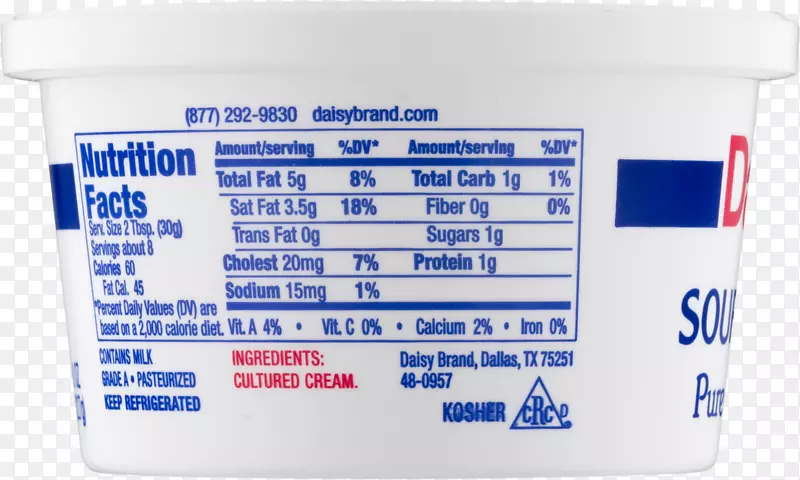 (877) 292-9830 daisybrand.com
Nutrition
Facts
Serv. Size 2 Tbsp. (30g)
Servings about 8
Calories 60
Fat Cal. 45
*Percent Daily Values (DV) are
based on a 2,000 calorie diet.
Amount/serving %DV* Amount/serving %DV*
Total Fat 5g 8% Total Carb 1g 1%
Sat Fat 3.5g 18% Fiber 0g 0%
Trans Fat 0g Sugars 1g
Cholest 20mg 7% Protein 1g
Sodium 15mg 1%
Vit. A 4% • Vit. C 0% • Calcium 2% • Iron 0%
CONTAINS MILK
GRADE A • PASTEURIZED
KEEP REFRIGERATED
INGREDIENTS:
CULTURED CREAM.
Daisy Brand, Dallas, TX 75251
48-0957
KOSHER cRc D
D
SOU
Pure